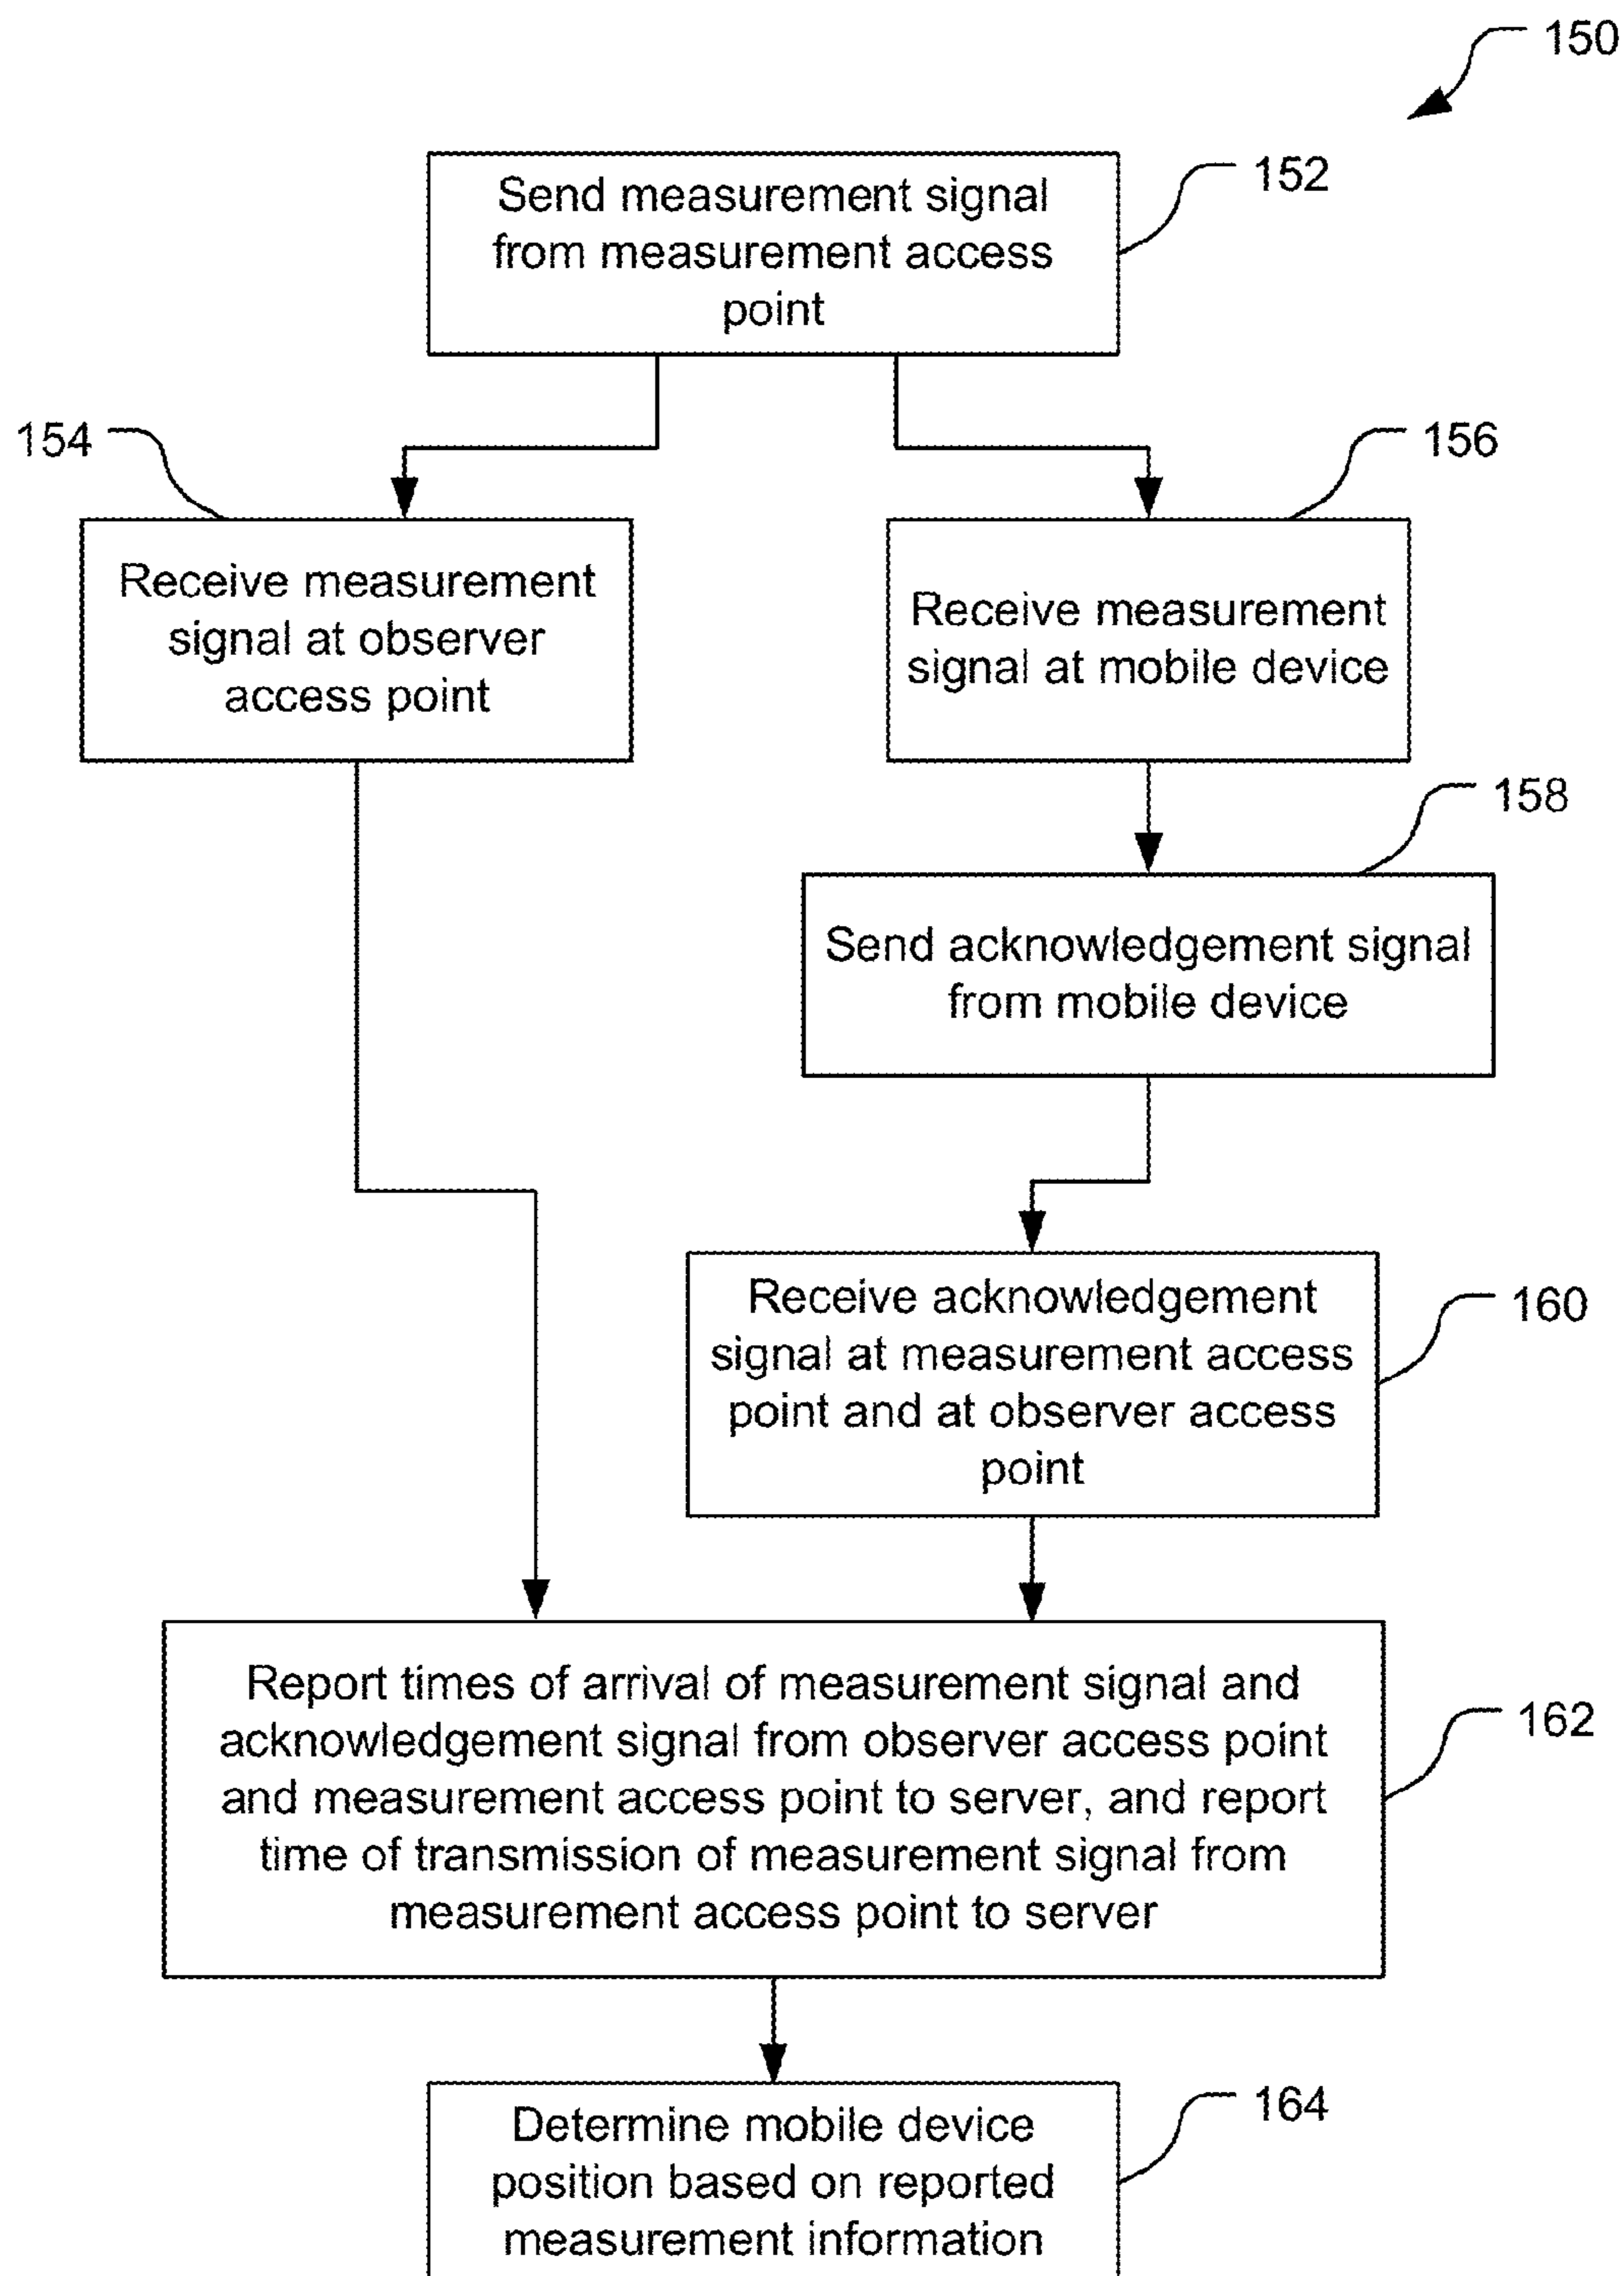 150
Send measurement signal
from measurement access
point
152
154
156
Receive measurement
signal at observer
access point
Receive measurement
signal at mobile device
158
Send acknowledgement signal
from mobile device
Receive acknowledgement
signal at measurement access
point and at observer access
point
160
Report times of arrival of measurement signal and
acknowledgement signal from observer access point
and measurement access point to server, and report
time of transmission of measurement signal from
measurement access point to server
162
Determine mobile device
position based on reported
measurement information
164